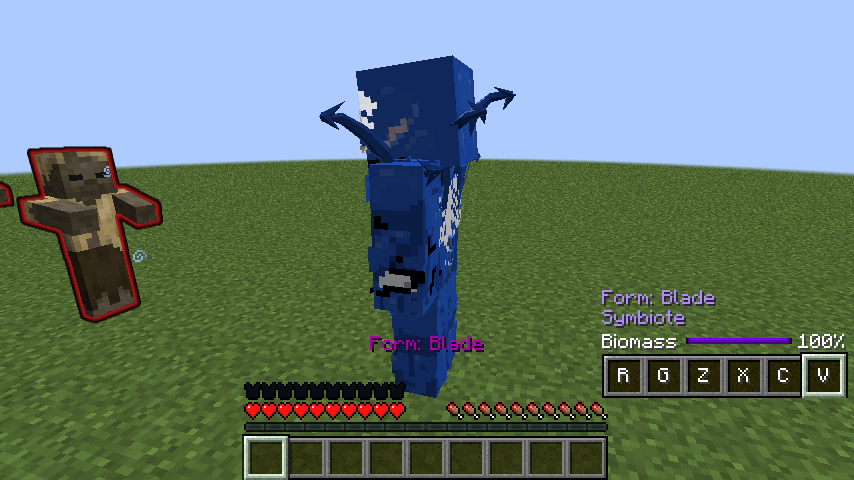 Form: Blade
Symbiote
Biomass 100%
Form: Blade
R G Z X C V